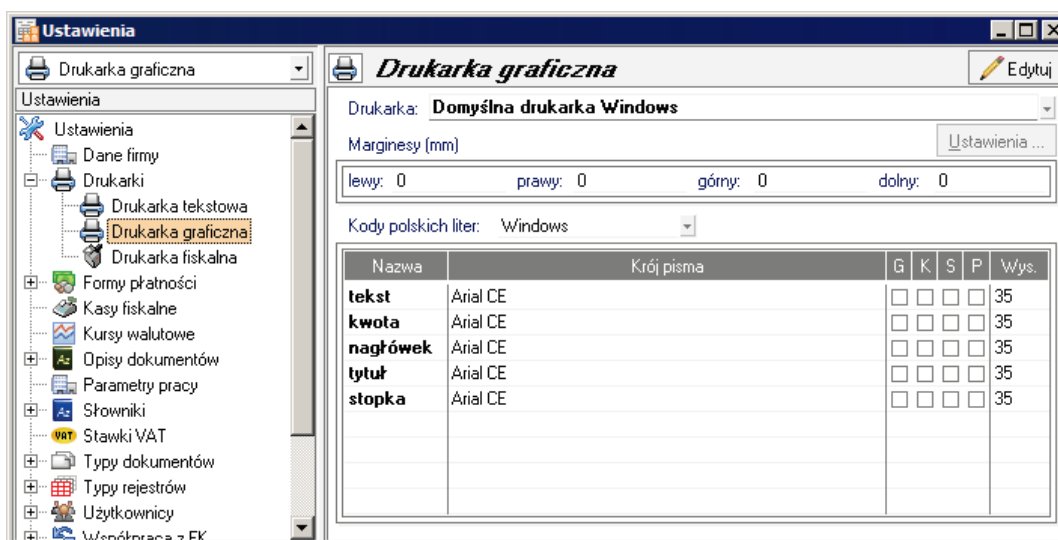 Ustawienia
Drukarka graficzna
Ustawienia
Ustawienia
Dane firmy
Drukarki
Drukarka tekstowa
Drukarka graficzna
Drukarka fiskalna
Formy płatności
Kasy fiskalne
Kursy walutowe
Az Opisy dokumentów
Parametry pracy
Az Słowniki
VAT Stawki VAT
Typy dokumentów
Typy rejestrów
Użytkownicy
Współpraca z FK
Drukarka graficzna
Edytuj
Drukarka: Domyślna drukarka Windows
Marginesy (mm)
Ustawienia ...
lewy: 0 prawy: 0 górny: 0 dolny: 0
Kody polskich liter: Windows
Nazwa Krój pisma G K S P Wys.
tekst Arial CE 35
kwota Arial CE 35
nagłówek Arial CE 35
tytuł Arial CE 35
stopka Arial CE 35